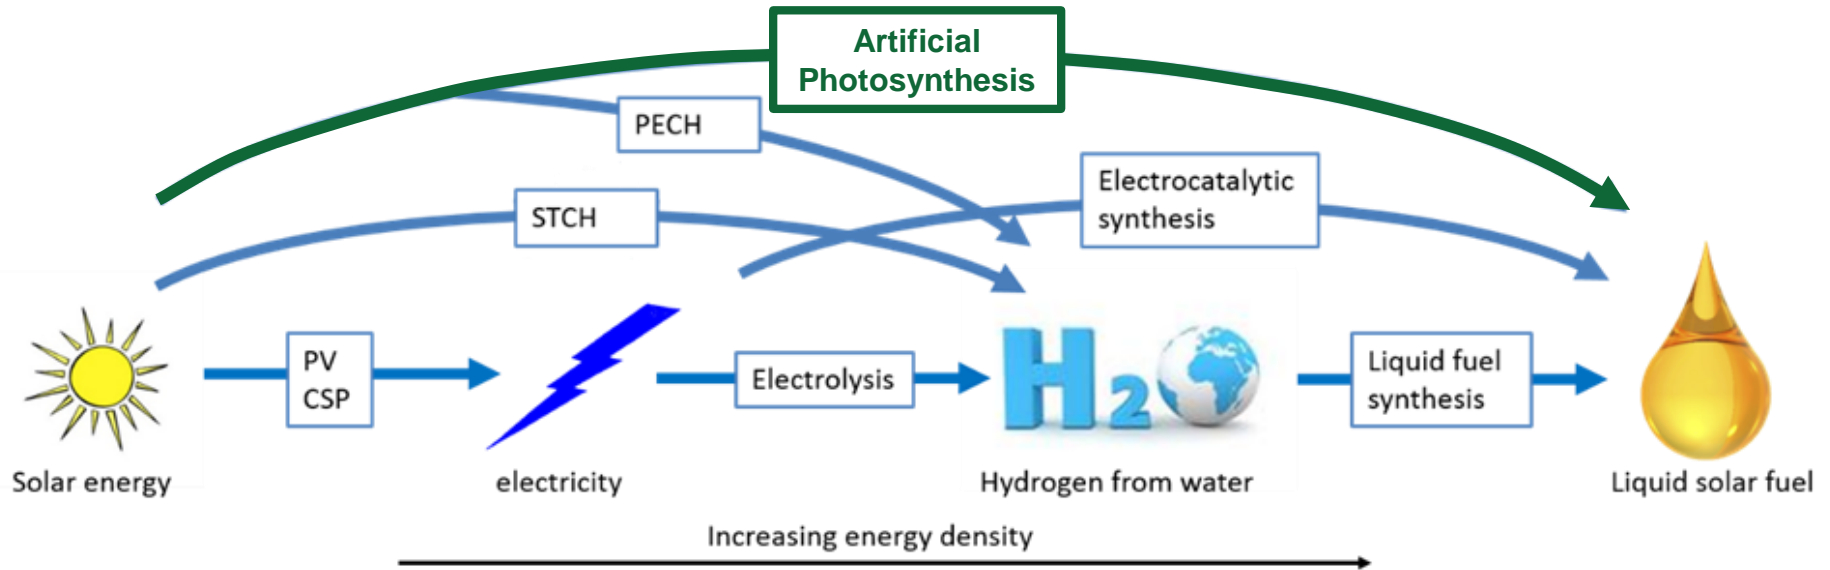 Artificial
Photosynthesis
PECH
Electrocatalytic
synthesis
STCH
PV
CSP
Electrolysis
H2O
Liquid fuel
synthesis
Solar energy
electricity
Hydrogen from water
Liquid solar fuel
Increasing energy density